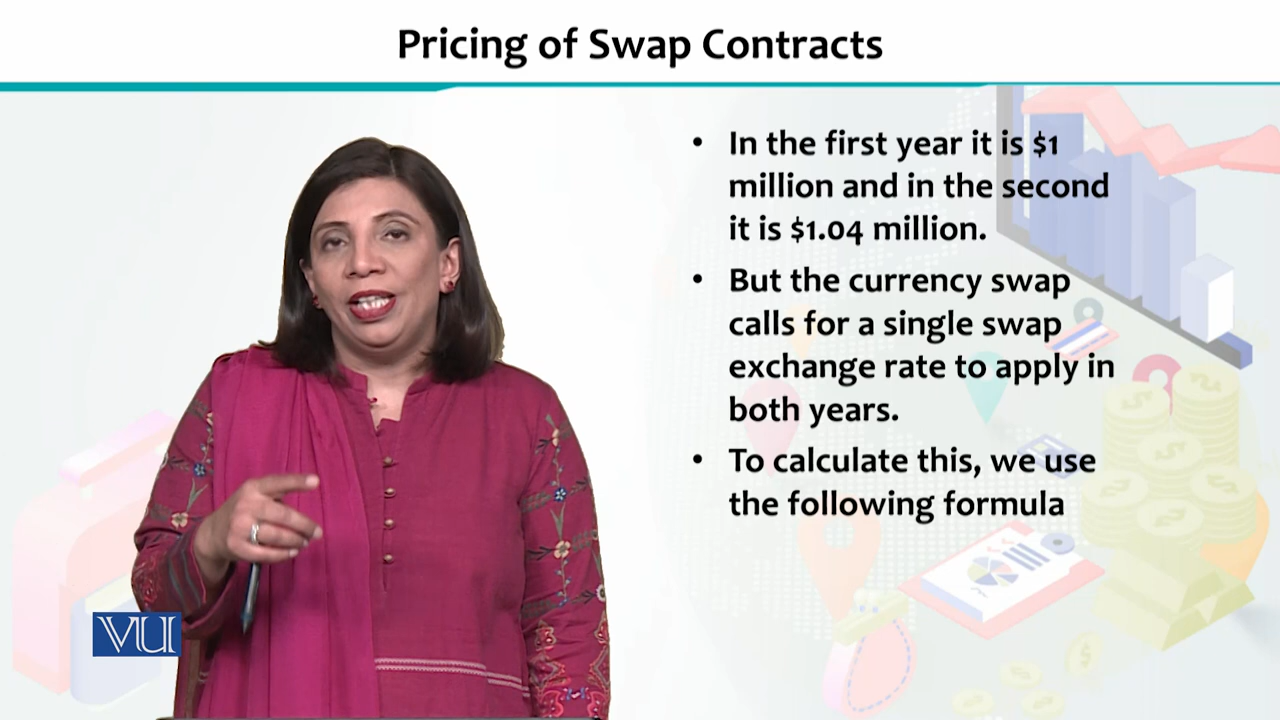 Pricing of Swap Contracts
• In the first year it is $1
million and in the second
it is $1.04 million.
• But the currency swap
calls for a single swap
exchange rate to apply in
both years.
• To calculate this, we use
the following formula
VU